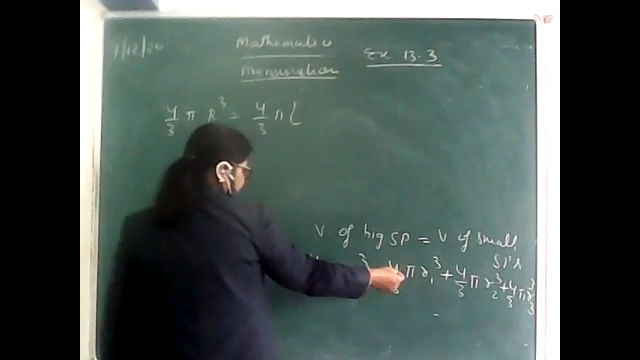 7/12/20
Mathematics
Mensuration
Ex 13.3
4/3 π R³ = 4/3 π (
V. of big SP = V of small
SP's
³ 4/3 π r₁³ + 4/3 π r₂³ + 4/3 π r₃³